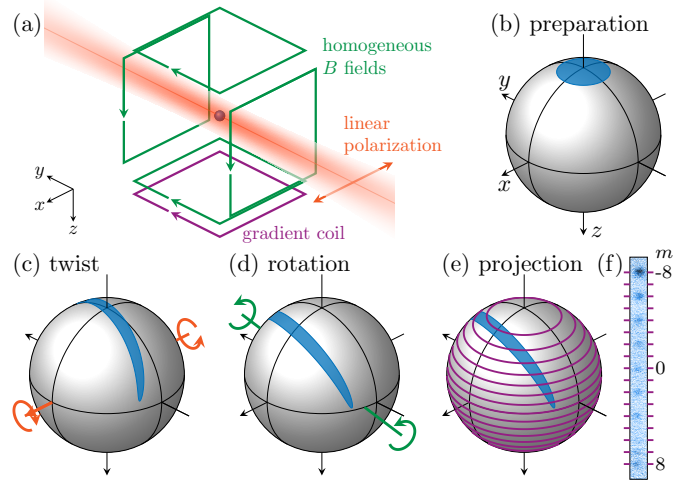 (a)
homogeneous
B fields
linear
polarization
y
x
z
gradient coil
(b) preparation
y
x
z
(c) twist
(d) rotation
(e) projection
(f)
m
-8
0
8